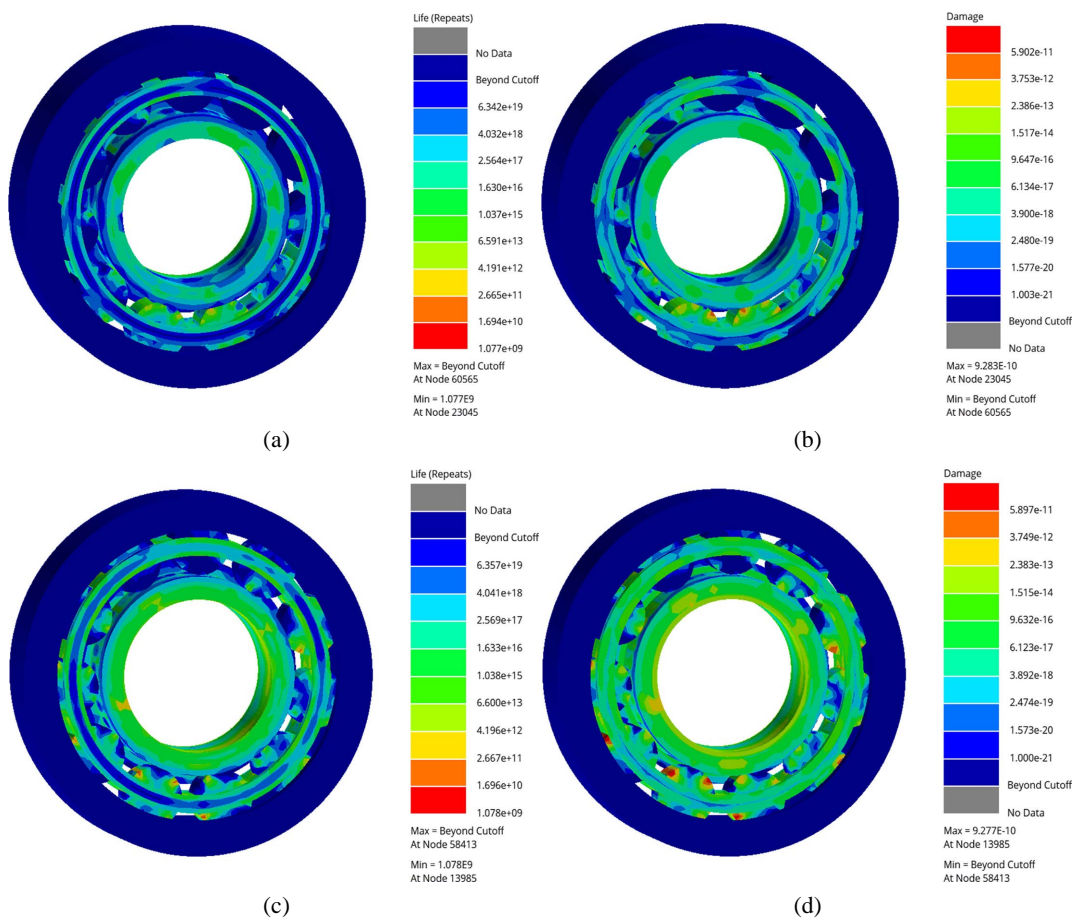 Life (Repeats)
No Data
Beyond Cutoff
6.342e+19
4.032e+18
2.564e+17
1.630e+16
1.037e+15
6.591e+13
4.191e+12
2.665e+11
1.694e+10
1.077e+09
Max = Beyond Cutoff
At Node 60565
Min = 1.077E9
At Node 23045
(a)
Damage
5.902e-11
3.753e-12
2.386e-13
1.517e-14
9.647e-16
6.134e-17
3.900e-18
2.480e-19
1.577e-20
1.003e-21
Beyond Cutoff
No Data
Max = 9.283E-10
At Node 23045
Min = Beyond Cutoff
At Node 60565
(b)
Life (Repeats)
No Data
Beyond Cutoff
6.357e+19
4.041e+18
2.569e+17
1.633e+16
1.038e+15
6.600e+13
4.196e+12
2.667e+11
1.696e+10
1.078e+09
Max = Beyond Cutoff
At Node 58413
Min = 1.078E9
At Node 13985
(c)
Damage
5.897e-11
3.749e-12
2.383e-13
1.515e-14
9.632e-16
6.123e-17
3.892e-18
2.474e-19
1.573e-20
1.000e-21
Beyond Cutoff
No Data
Max = 9.277E-10
At Node 13985
Min = Beyond Cutoff
At Node 58413
(d)